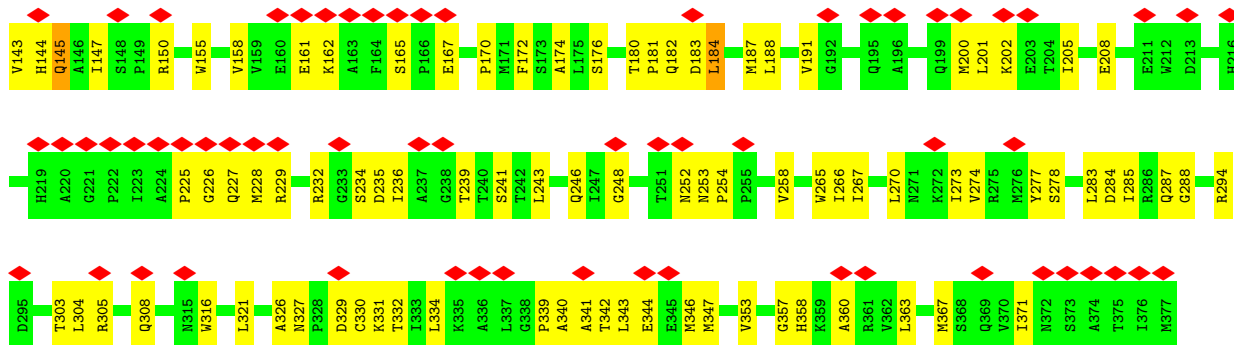 V143 H144 Q145 A146 I147 S148 P149 R150 W155 V158 V159 E160 E161 K162 A163 F164 S165 P166 E167 P170 M171 F172 S173 A174 L175 S176 T180 P181 Q182 D183 L184 M187 L188 V191 G192 Q195 A196 Q199 M200 L201 K202 E203 T204 I205 E208 E211 W212 D213 H216
H219 A220 G221 P222 I223 A224 P225 G226 Q227 M228 R229 R232 G233 S234 D235 I236 A237 G238 T239 T240 S241 T242 L243 Q246 I247 G248 T251 N252 N253 P254 P255 V258 W265 I266 I267 L270 N271 K272 I273 V274 R275 M276 Y277 S278 L283 D284 I285 R286 Q287 G288 R294
D295 T303 L304 R305 Q308 N315 W316 L321 A326 N327 P328 D329 C330 K331 T332 I333 L334 K335 A336 L337 G338 P339 A340 A341 T342 L343 E344 E345 M346 M347 V353 G357 H358 K359 A360 R361 V362 L363 M367 S368 Q369 V370 I371 N372 S373 A374 T375 I376 M377